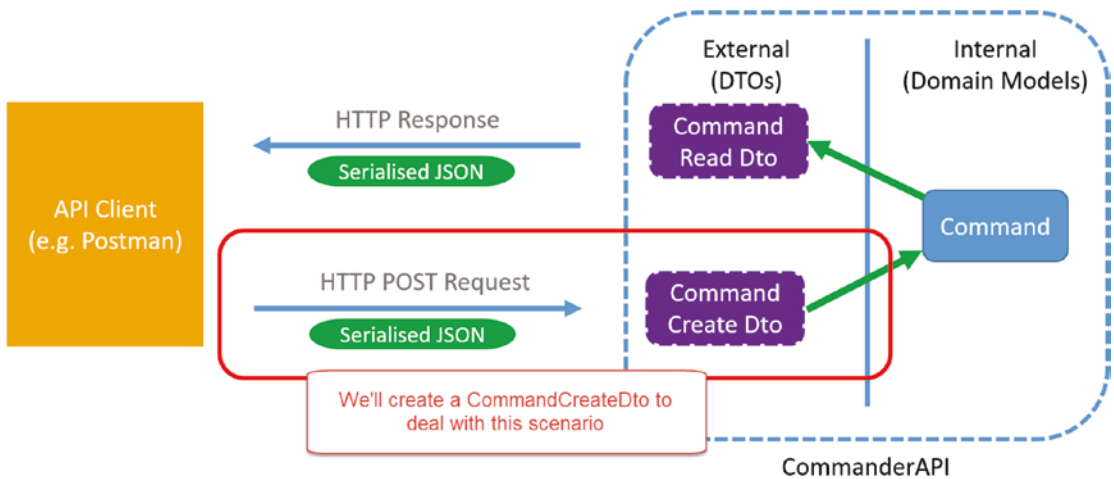 External
(DTOs)
Internal
(Domain Models)
HTTP Response
Serialised JSON
Command
Read Dto
API Client
(e.g. Postman)
Command
HTTP POST Request
Serialised JSON
Command
Create Dto
We'll create a CommandCreateDto to
deal with this scenario
CommanderAPI